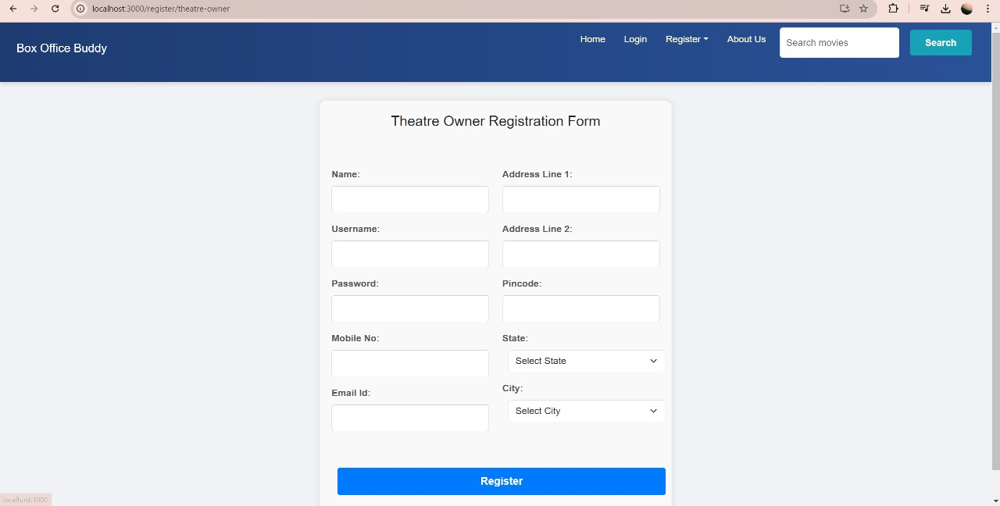 localhost:3000/register/theatre-owner
Box Office Buddy
Home Login Register About Us Search movies Search
Theatre Owner Registration Form
Name: Address Line 1:
Username: Address Line 2:
Password: Pincode:
Mobile No: State:
Select State
Email Id: City:
Select City
Register
localhost:3000